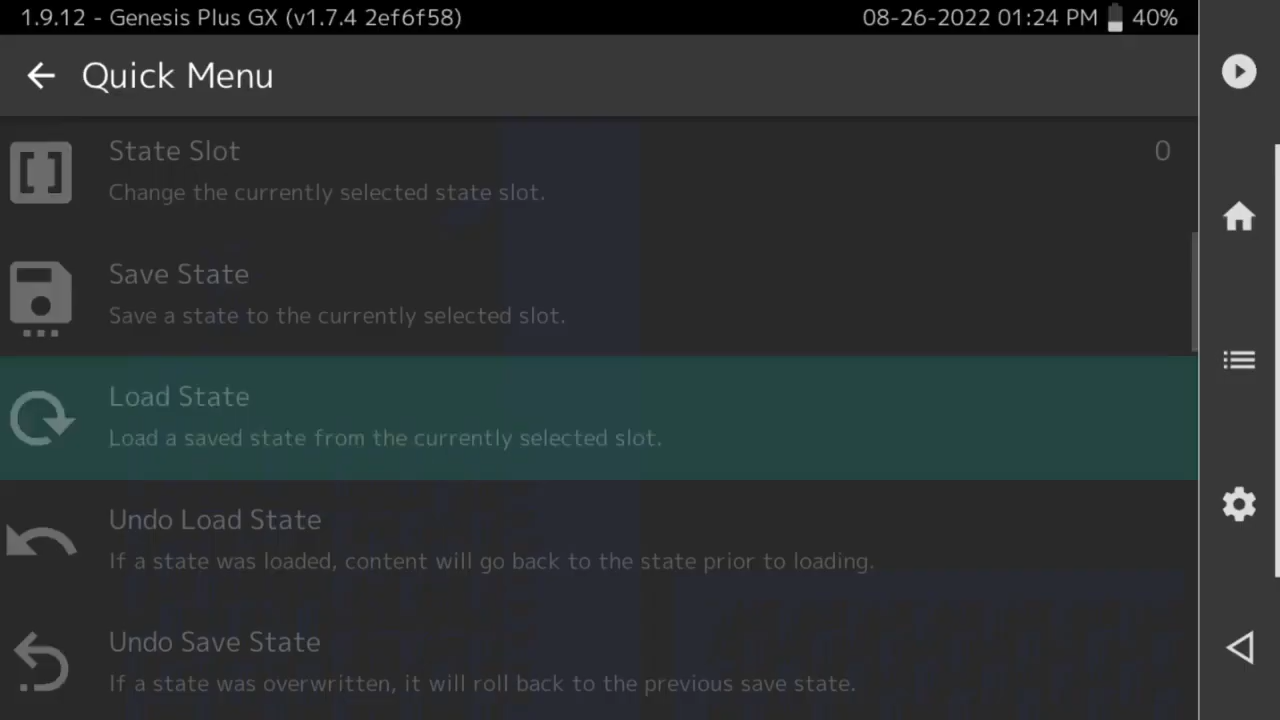 1.9.12 - Genesis Plus GX (v1.7.4 2ef6f58)
08-26-2022 01:24 PM 40%
Quick Menu
State Slot 0
Change the currently selected state slot.
Save State
Save a state to the currently selected slot.
Load State
Load a saved state from the currently selected slot.
Undo Load State
If a state was loaded, content will go back to the state prior to loading.
Undo Save State
If a state was overwritten, it will roll back to the previous save state.